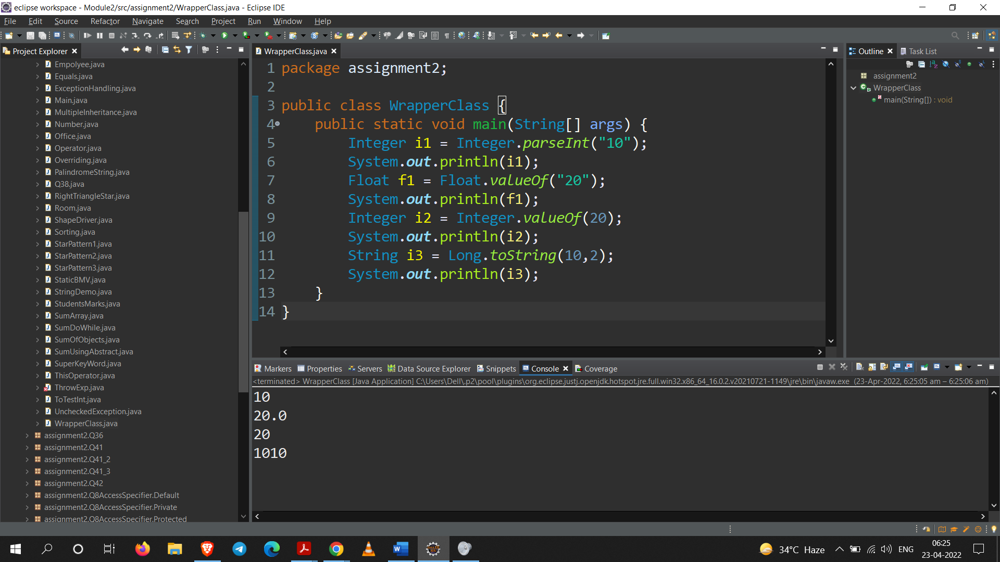 eclipse workspace - Module2/src/assignment2/WrapperClass.java - Eclipse IDE
File Edit Source Refactor Navigate Search Project Run Window Help
Project Explorer
Empolyee.java
Equals.java
ExceptionHandling.java
Main.java
MultipleInheritance.java
Number.java
Office.java
Operator.java
Overriding.java
PalindromeString.java
Q38.java
RightTriangleStar.java
Room.java
ShapeDriver.java
Sorting.java
StarPattern1.java
StarPattern2.java
StarPattern3.java
StaticBMV.java
StringDemo.java
StudentsMarks.java
SumArray.java
SumDoWhile.java
SumOfObjects.java
SumUsingAbstract.java
SuperKeyWord.java
ThisOperator.java
ThrowExp.java
ToTestInt.java
UncheckedException.java
WrapperClass.java
assignment2.Q36
assignment2.Q41
assignment2.Q41_2
assignment2.Q41_3
assignment2.Q42
assignment2.Q8AccessSpecifier.Default
assignment2.Q8AccessSpecifier.Private
assignment2.Q8AccessSpecifier.Protected
WrapperClass.java
1 package assignment2;
2
3 public class WrapperClass {
4 public static void main(String[] args) {
5 Integer i1 = Integer.parseInt("10");
6 System.out.println(i1);
7 Float f1 = Float.valueOf("20");
8 System.out.println(f1);
9 Integer i2 = Integer.valueOf(20);
10 System.out.println(i2);
11 String i3 = Long.toString(10,2);
12 System.out.println(i3);
13 }
14 }
Outline Task List
assignment2
WrapperClass
main(String[]) : void
Markers Properties Servers Data Source Explorer Snippets Console Coverage
<terminated> WrapperClass [Java Application] C:\Users\Dell\.p2\pool\plugins\org.eclipse.justj.openjdk.hotspot.jre.full.win32.x86_64_16.0.2.v20210721-1149\jre\bin\javaw.exe (23-Apr-2022, 6:25:05 am – 6:25:06 am)
10
20.0
20
1010
34°C Haze
ENG
06:25
23-04-2022